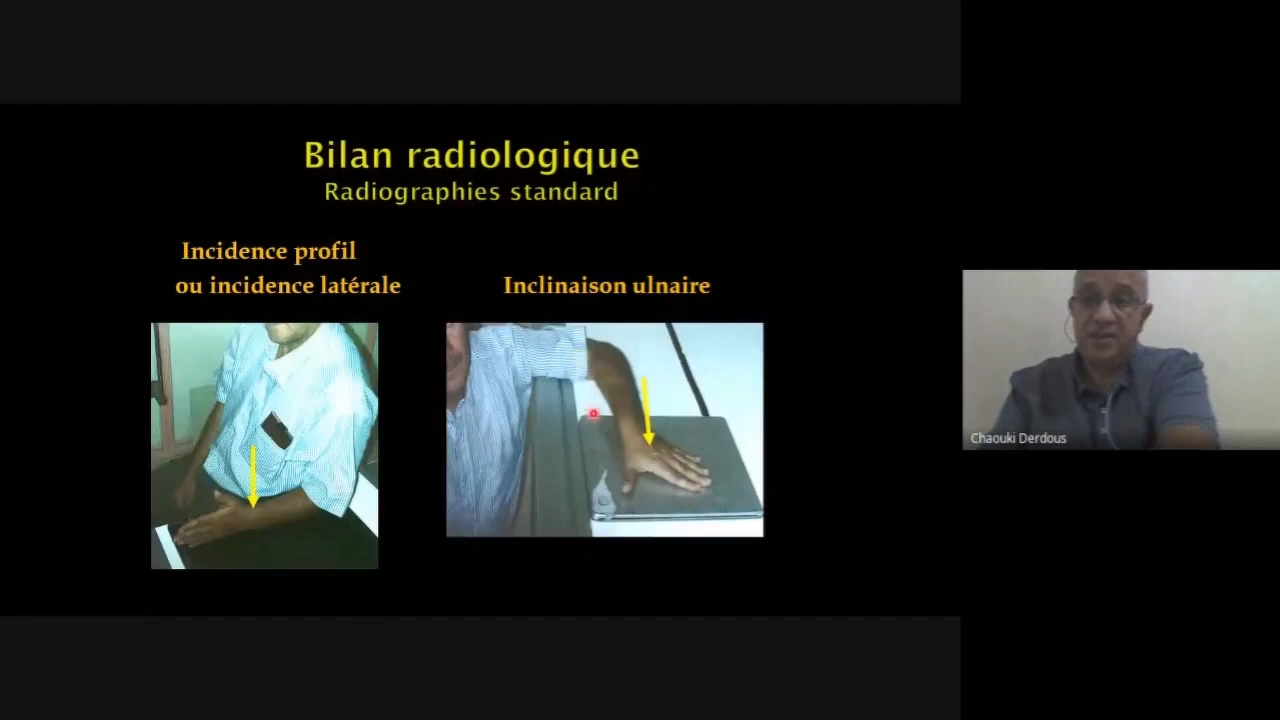 Bilan radiologique
Radiographies standard
Incidence profil
ou incidence latérale
Inclinaison ulnaire
Chaouki Derdous